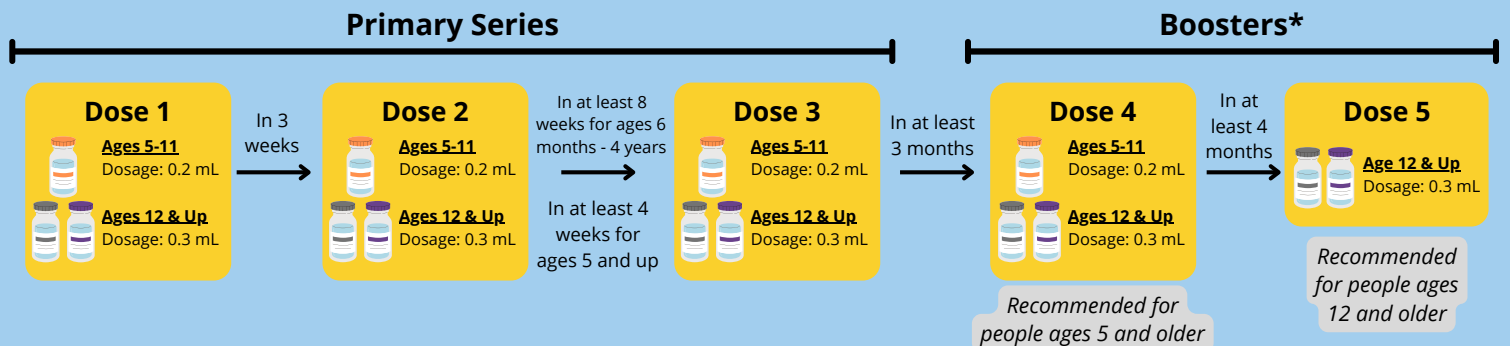 Primary Series
Boosters*
Dose 1
Ages 5-11
Dosage: 0.2 mL
Ages 12 & Up
Dosage: 0.3 mL
In 3
weeks
Dose 2
Ages 5-11
Dosage: 0.2 mL
Ages 12 & Up
Dosage: 0.3 mL
In at least 8
weeks for ages 6
months - 4 years
In at least 4
weeks for
ages 5 and up
Dose 3
Ages 5-11
Dosage: 0.2 mL
Ages 12 & Up
Dosage: 0.3 mL
In at least
3 months
Dose 4
Ages 5-11
Dosage: 0.2 mL
Ages 12 & Up
Dosage: 0.3 mL
Recommended for
people ages 5 and older
In at
least 4
months
Dose 5
Age 12 & Up
Dosage: 0.3 mL
Recommended
for people ages
12 and older